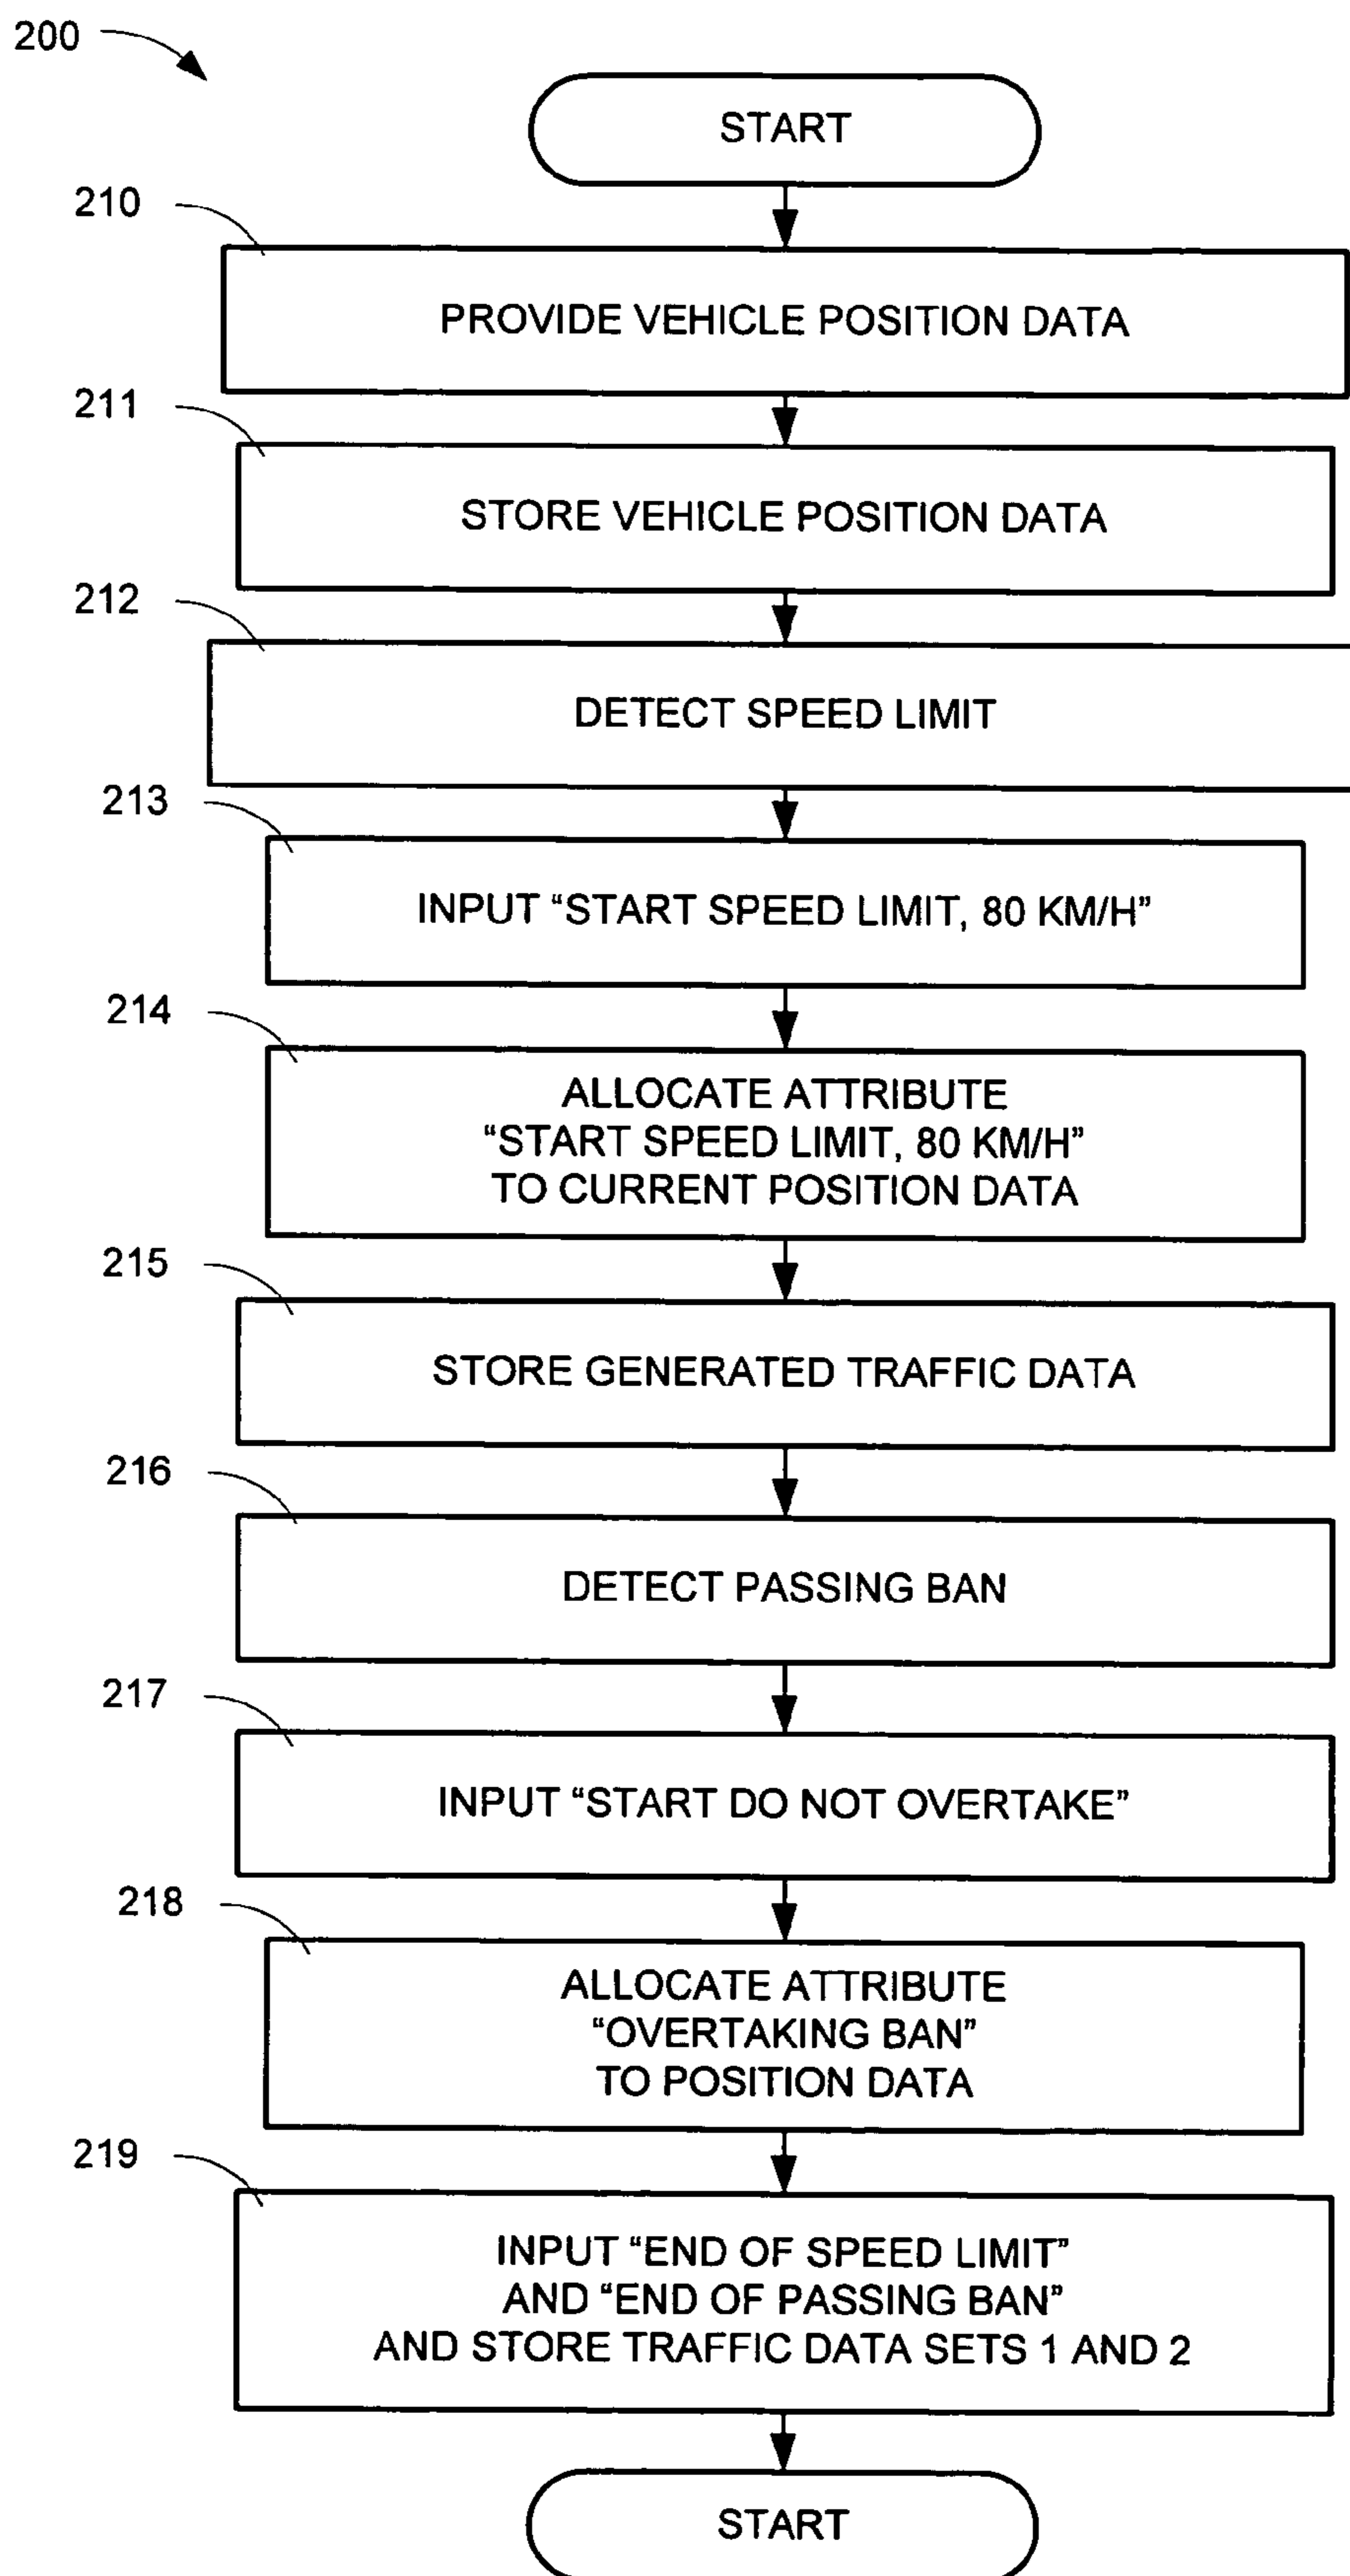 200
START
210
PROVIDE VEHICLE POSITION DATA
211
STORE VEHICLE POSITION DATA
212
DETECT SPEED LIMIT
213
INPUT “START SPEED LIMIT, 80 KM/H”
214
ALLOCATE ATTRIBUTE
“START SPEED LIMIT, 80 KM/H”
TO CURRENT POSITION DATA
215
STORE GENERATED TRAFFIC DATA
216
DETECT PASSING BAN
217
INPUT “START DO NOT OVERTAKE”
218
ALLOCATE ATTRIBUTE
“OVERTAKING BAN”
TO POSITION DATA
219
INPUT “END OF SPEED LIMIT”
AND “END OF PASSING BAN”
AND STORE TRAFFIC DATA SETS 1 AND 2
START